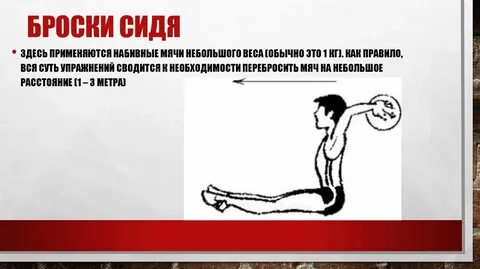 БРОСКИ СИДЯ
ЗДЕСЬ ПРИМЕНЯЮТСЯ НАБИВНЫЕ МЯЧИ НЕБОЛЬШОГО ВЕСА (ОБЫЧНО ЭТО 1 КГ). КАК ПРАВИЛО,
ВСЯ СУТЬ УПРАЖНЕНИЙ СВОДИТСЯ К НЕОБХОДИМОСТИ ПЕРЕБРОСИТЬ МЯЧ НА НЕБОЛЬШОЕ
РАССТОЯНИЕ (1 – 3 МЕТРА)